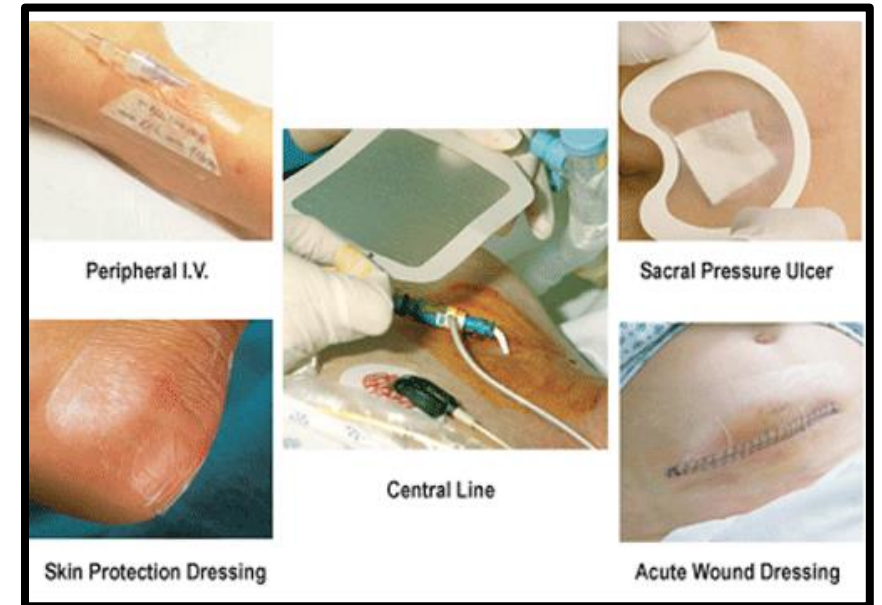 Peripheral I.V.
Sacral Pressure Ulcer
Central Line
Skin Protection Dressing
Acute Wound Dressing